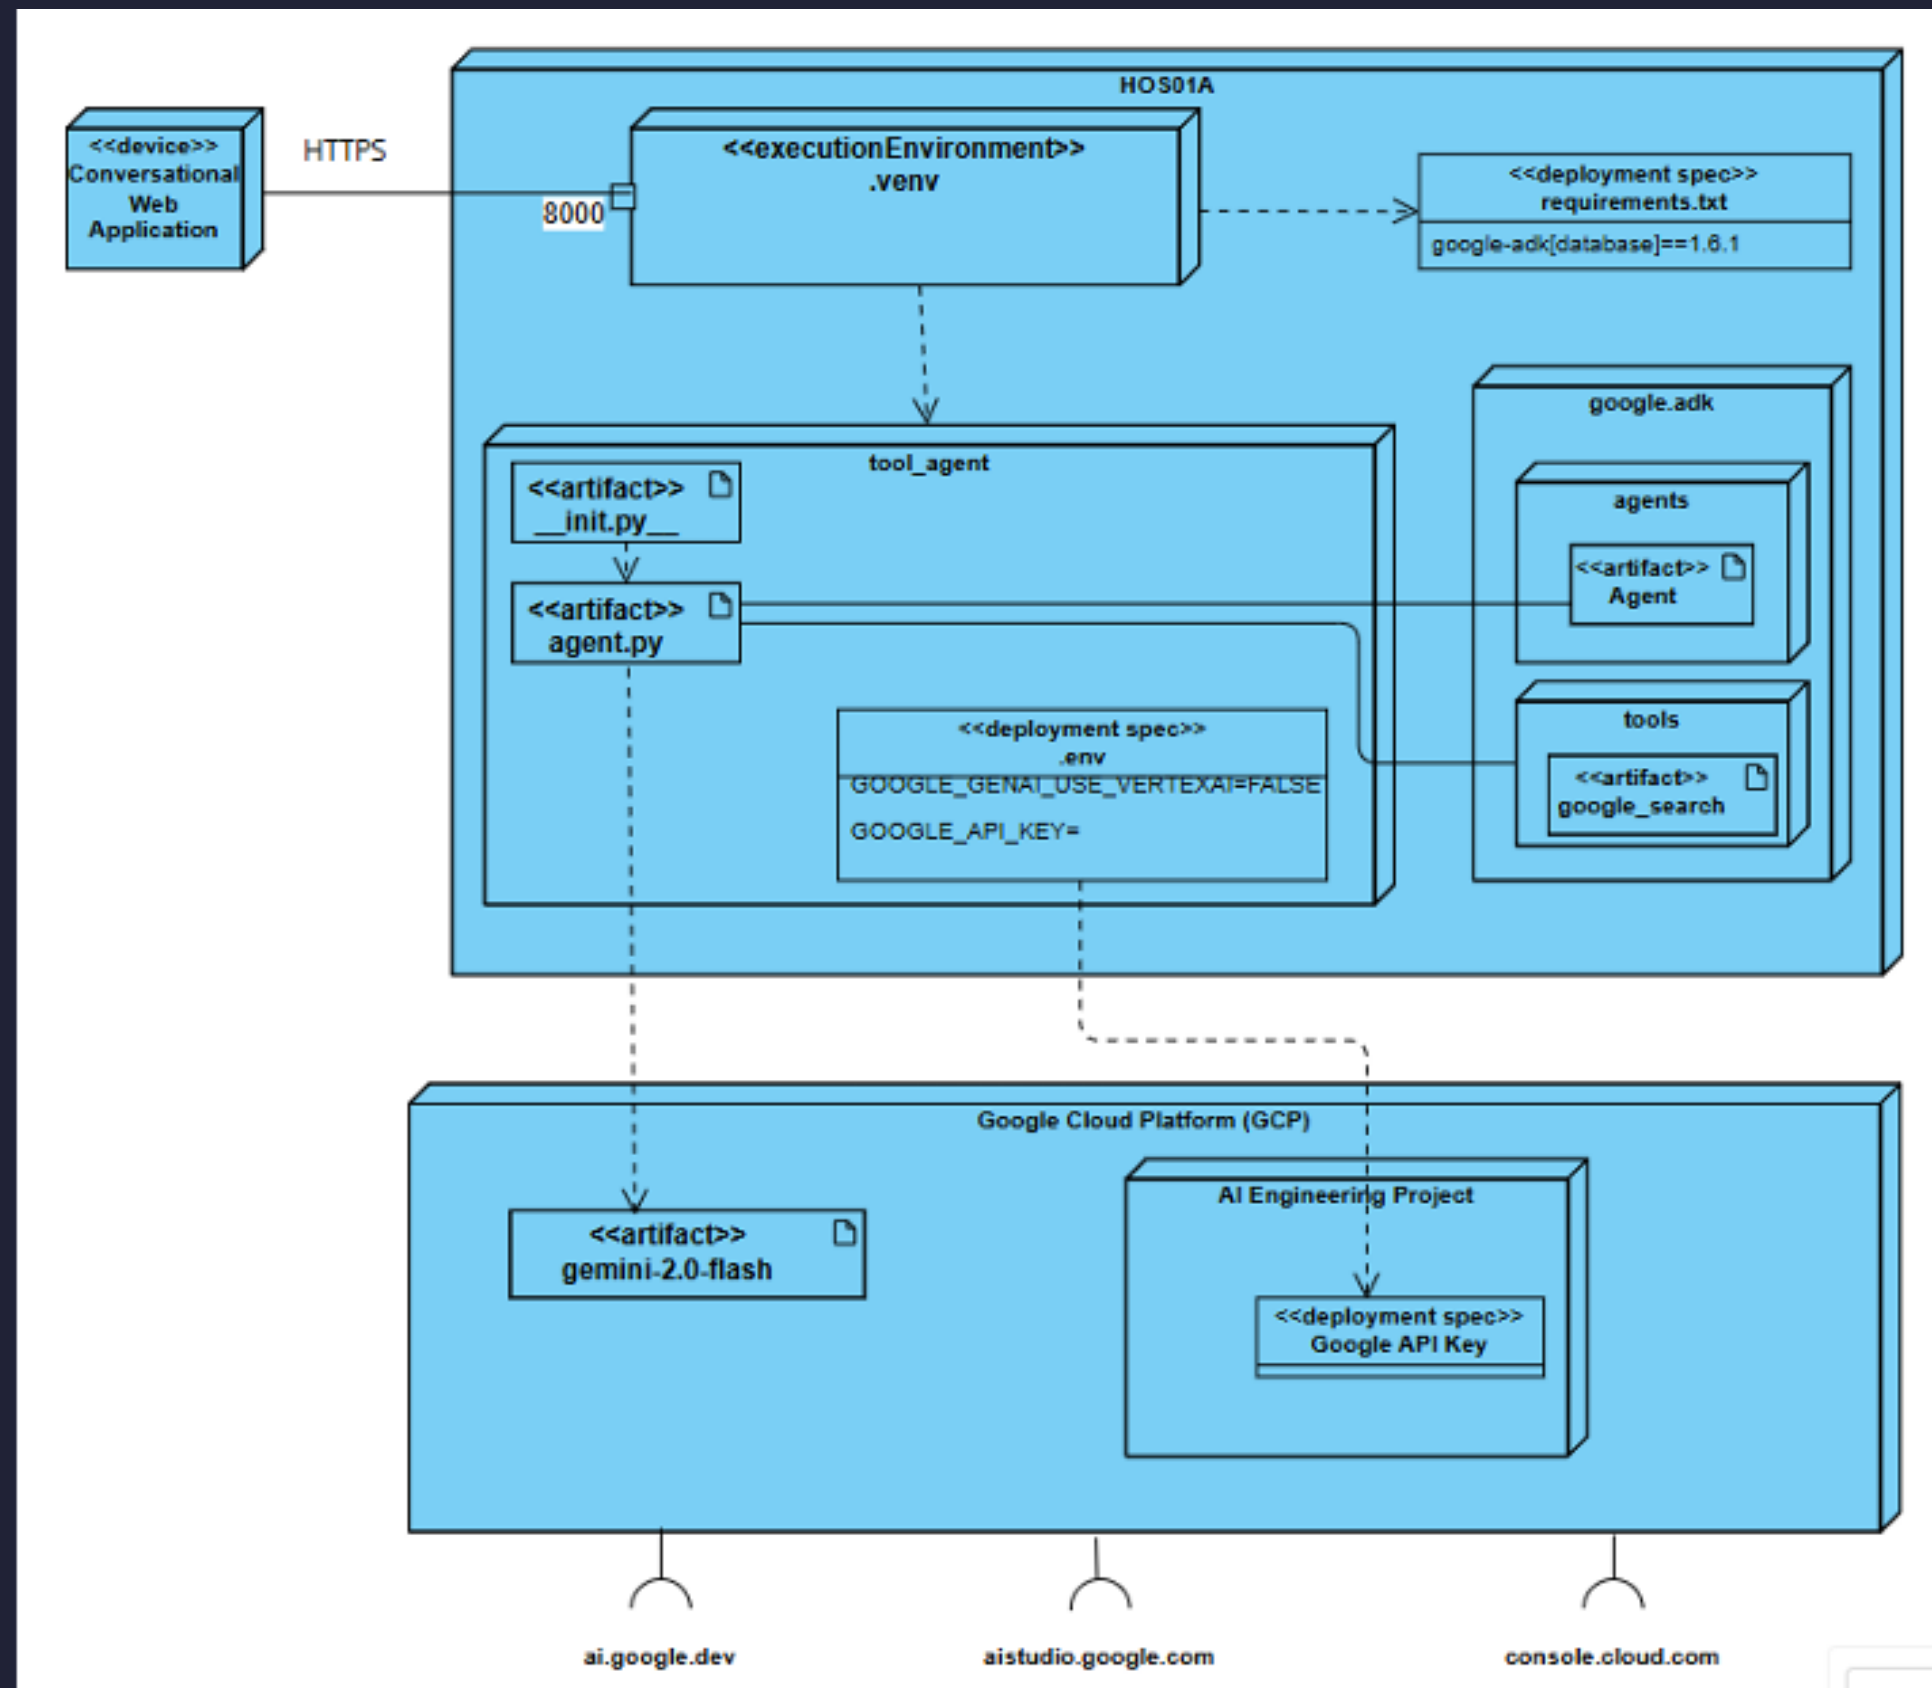 HOS01A
<<device>>
Conversational
Web
Application
HTTPS
8000
<<executionEnvironment>>
.venv
<<deployment spec>>
requirements.txt
google-adk[database]==1.6.1
tool_agent
<<artifact>>
__init.py__
<<artifact>>
agent.py
<<deployment spec>>
.env
GOOGLE_GENAI_USE_VERTEXAI=FALSE
GOOGLE_API_KEY=
google.adk
agents
<<artifact>>
Agent
tools
<<artifact>>
google_search
Google Cloud Platform (GCP)
<<artifact>>
gemini-2.0-flash
AI Engineering Project
<<deployment spec>>
Google API Key
ai.google.dev
aistudio.google.com
console.cloud.com